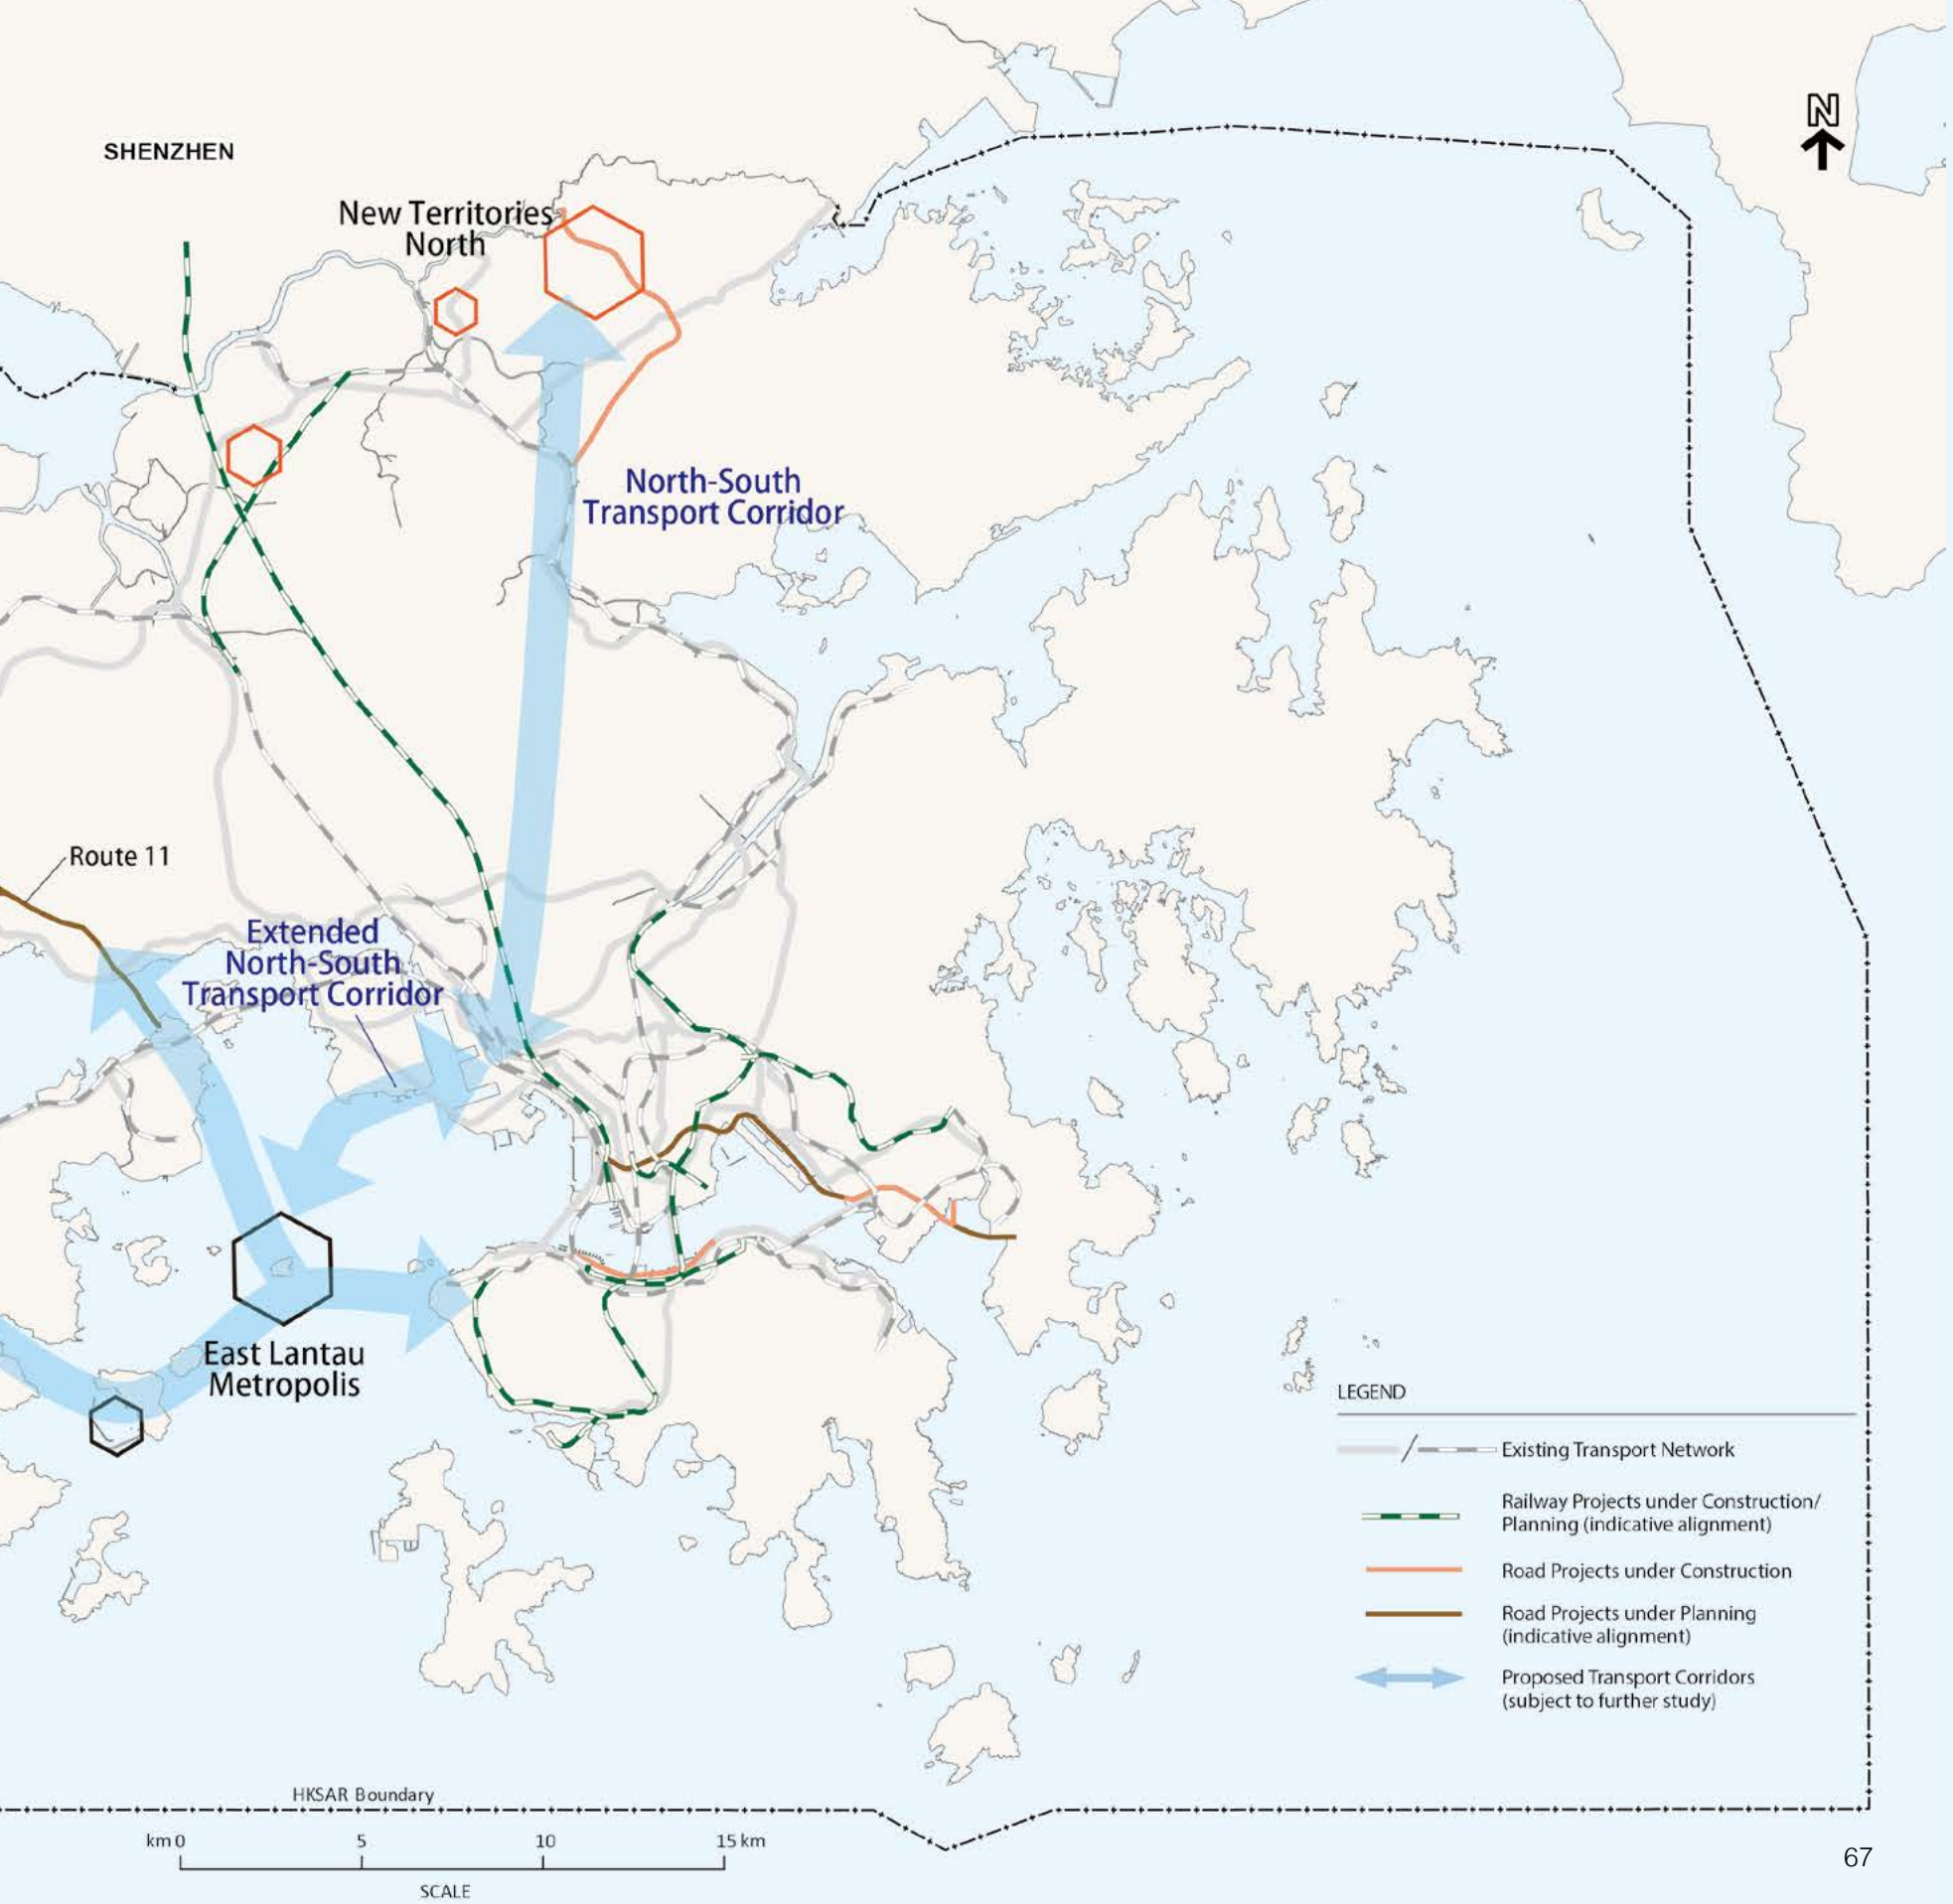 N
SHENZHEN
New Territories
North
North-South
Transport Corridor
Route 11
Extended
North-South
Transport Corridor
East Lantau
Metropolis
LEGEND
Existing Transport Network
Railway Projects under Construction/
Planning (indicative alignment)
Road Projects under Construction
Road Projects under Planning
(indicative alignment)
Proposed Transport Corridors
(subject to further study)
HKSAR Boundary
km 0 5 10 15 km
SCALE
67